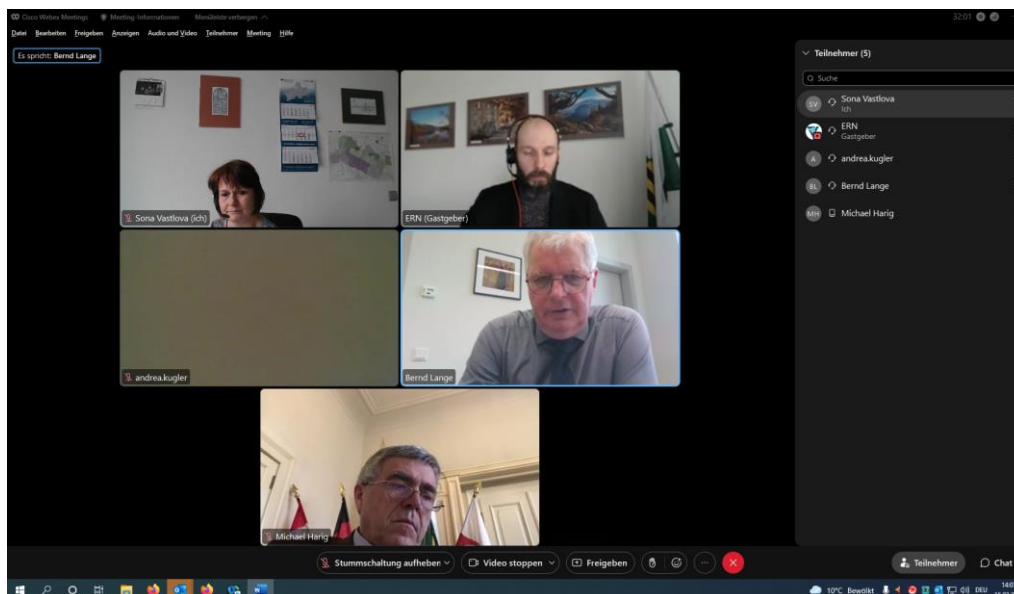 Cisco Webex Meetings Meeting-Informationen Menüleiste verbergen 32:01
Datei Bearbeiten Freigeben Anzeigen Audio und Video Teilnehmer Meeting Hilfe
Es spricht: Bernd Lange
Sona Vastlova (ich)
ERN (Gastgeber)
andrea.kugler
Bernd Lange
Michael Harig
Teilnehmer (5)
Suche
SV Sona Vastlova
Ich
ERN
Gastgeber
A andrea.kugler
BL Bernd Lange
MH Michael Harig
Stummschaltung aufheben Video stoppen Freigeben Teilnehmer Chat
10°C Bewölkt DEU